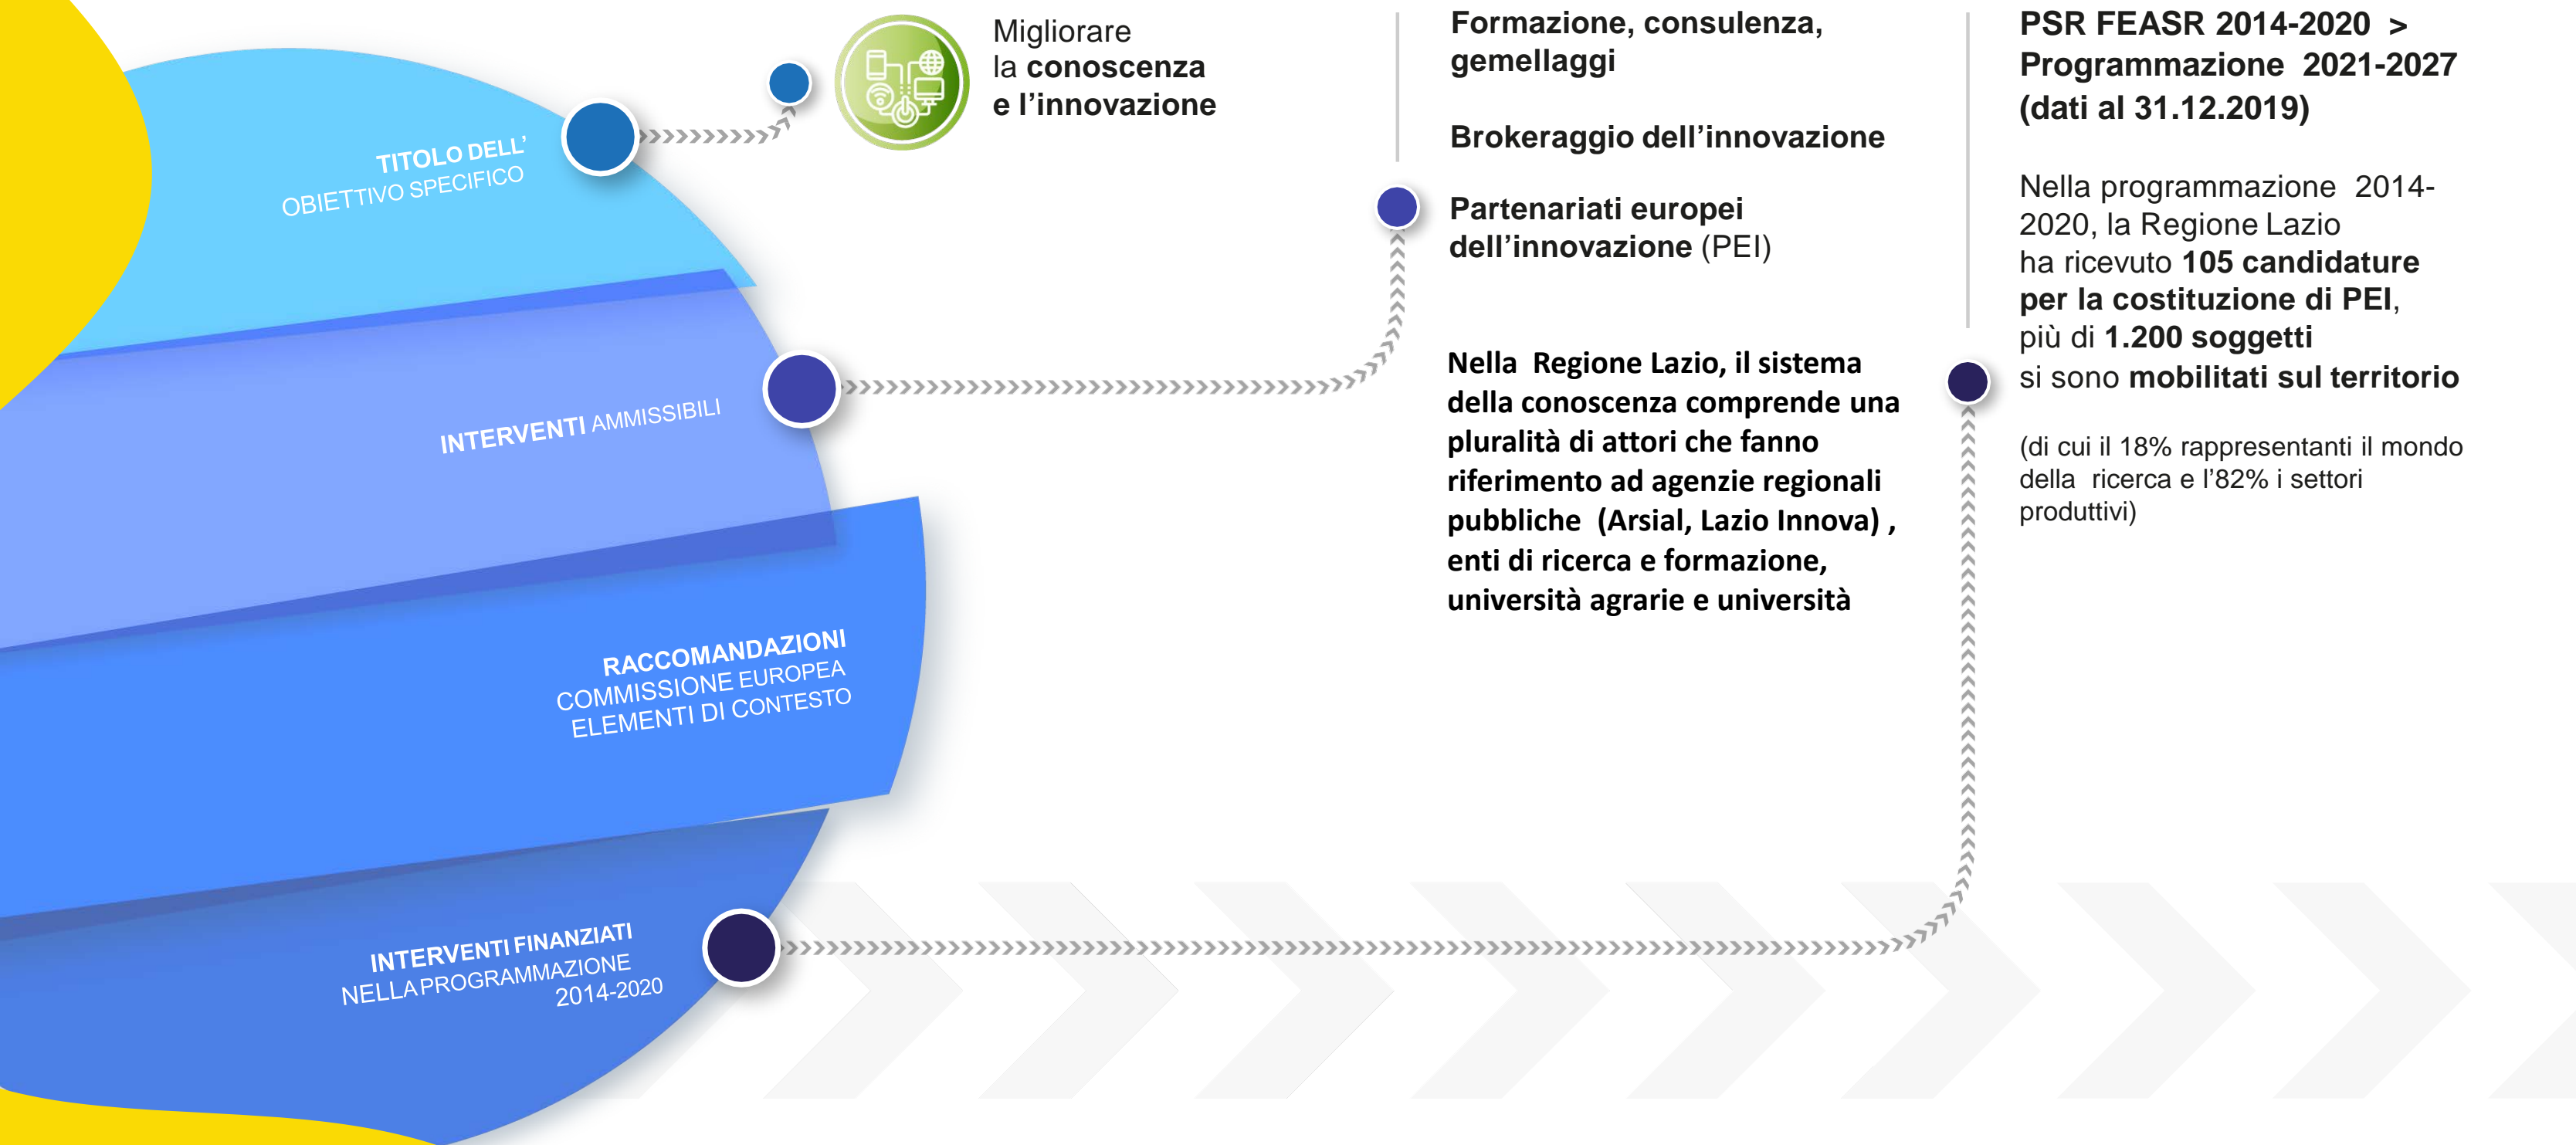 TITOLO DELL’
OBIETTIVO SPECIFICO
Migliorare
la conoscenza
e l’innovazione
INTERVENTI AMMISSIBILI
Formazione, consulenza,
gemellaggi
Brokeraggio dell’innovazione
Partenariati europei
dell’innovazione (PEI)
RACCOMANDAZIONI
COMMISSIONE EUROPEA
ELEMENTI DI CONTESTO
Nella Regione Lazio, il sistema
della conoscenza comprende una
pluralità di attori che fanno
riferimento ad agenzie regionali
pubbliche (Arsial, Lazio Innova) ,
enti di ricerca e formazione,
università agrarie e università
INTERVENTI FINANZIATI
NELLA PROGRAMMAZIONE
2014-2020
PSR FEASR 2014-2020 >
Programmazione 2021-2027
(dati al 31.12.2019)
Nella programmazione 2014-
2020, la Regione Lazio
ha ricevuto 105 candidature
per la costituzione di PEI,
più di 1.200 soggetti
si sono mobilitati sul territorio
(di cui il 18% rappresentanti il mondo
della ricerca e l’82% i settori
produttivi)